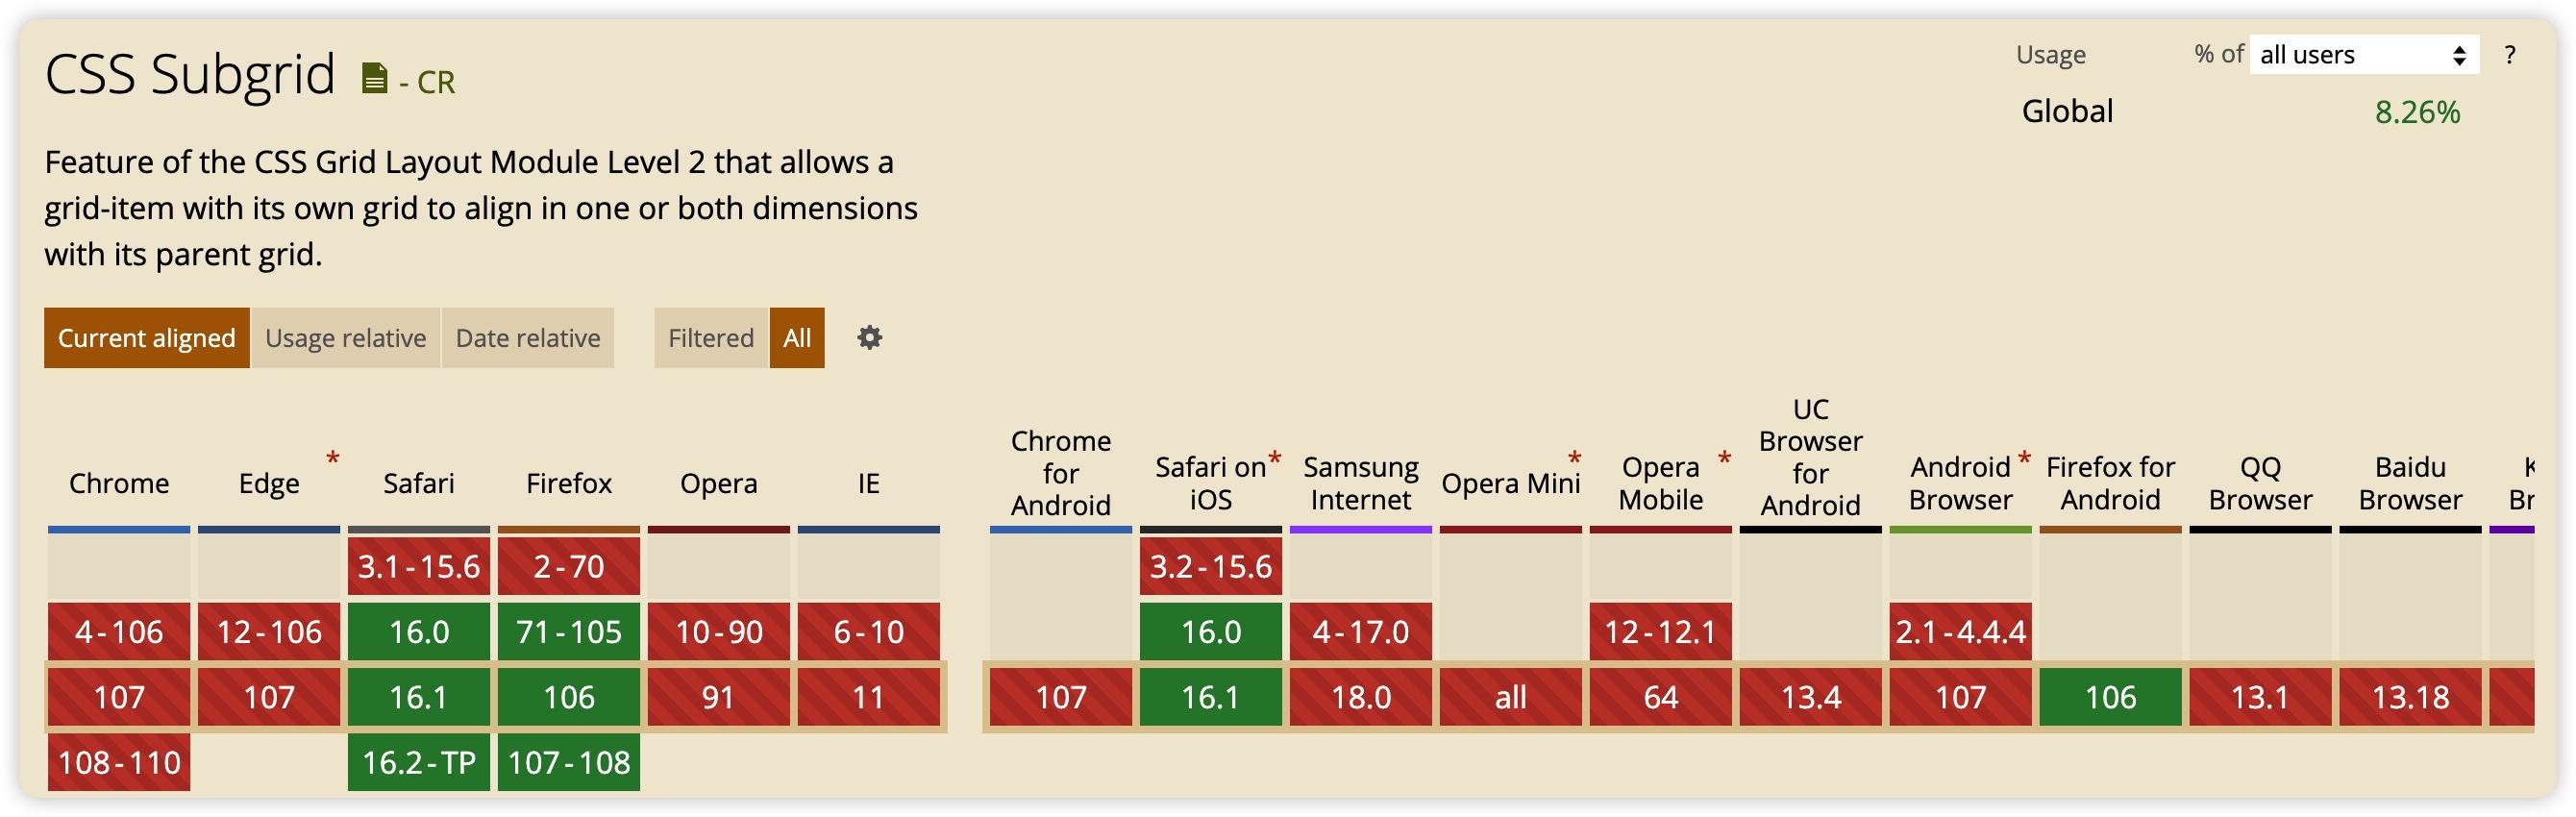 CSS Subgrid - CR
Usage % of all users ?
Global 8.26%
Feature of the CSS Grid Layout Module Level 2 that allows a
grid-item with its own grid to align in one or both dimensions
with its parent grid.
Current aligned Usage relative Date relative Filtered All
Chrome
Edge *
Safari
Firefox
Opera
IE
Chrome
for
Android
Safari on *
iOS
Samsung
Internet
Opera Mini *
Opera *
Mobile
UC
Browser
for
Android
Android *
Browser
Firefox for
Android
QQ
Browser
Baidu
Browser
K
Br
3.1-15.6 2-70 3.2-15.6
4-106 12-106 16.0 71-105 10-90 6-10 16.0 4-17.0 12-12.1 2.1-4.4.4
107 107 16.1 106 91 11 107 16.1 18.0 all 64 13.4 107 106 13.1 13.18
108-110 16.2-TP 107-108